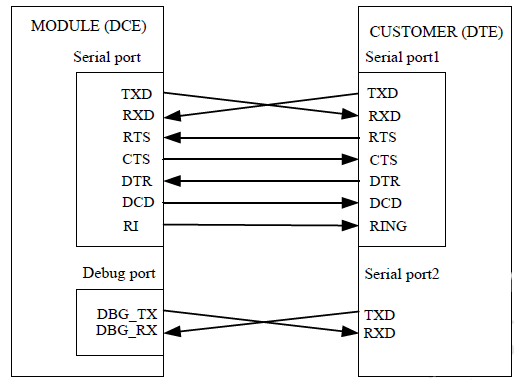 MODULE (DCE)
CUSTOMER (DTE)
Serial port
Serial port1
TXD
TXD
RXD
RXD
RTS
RTS
CTS
CTS
DTR
DTR
DCD
DCD
RI
RING
Debug port
Serial port2
DBG_TX
TXD
DBG_RX
RXD